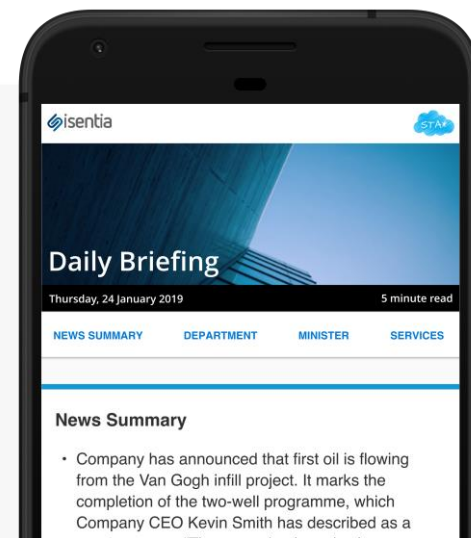 isentia
STAR
Daily Briefing
Thursday, 24 January 2019 5 minute read
NEWS SUMMARY DEPARTMENT MINISTER SERVICES
News Summary
• Company has announced that first oil is flowing
from the Van Gogh infill project. It marks the
completion of the two-well programme, which
Company CEO Kevin Smith has described as a